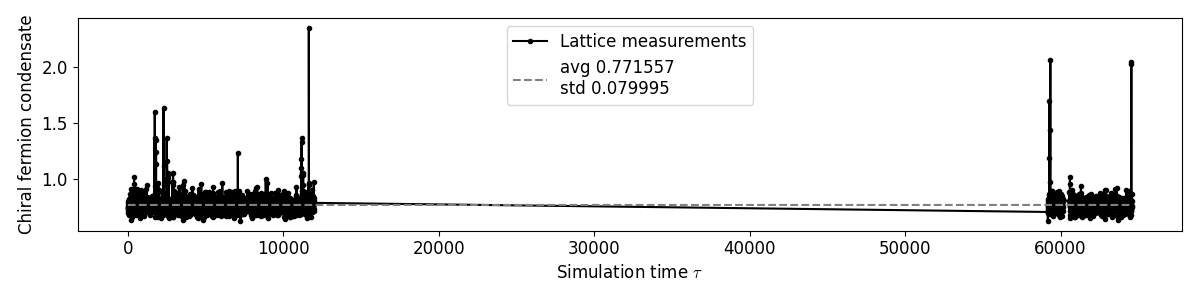 Chiral fermion condensate
2.0
1.5
1.0
Lattice measurements
avg 0.771557
std 0.079995
0 10000 20000 30000 40000 50000 60000
Simulation time τ